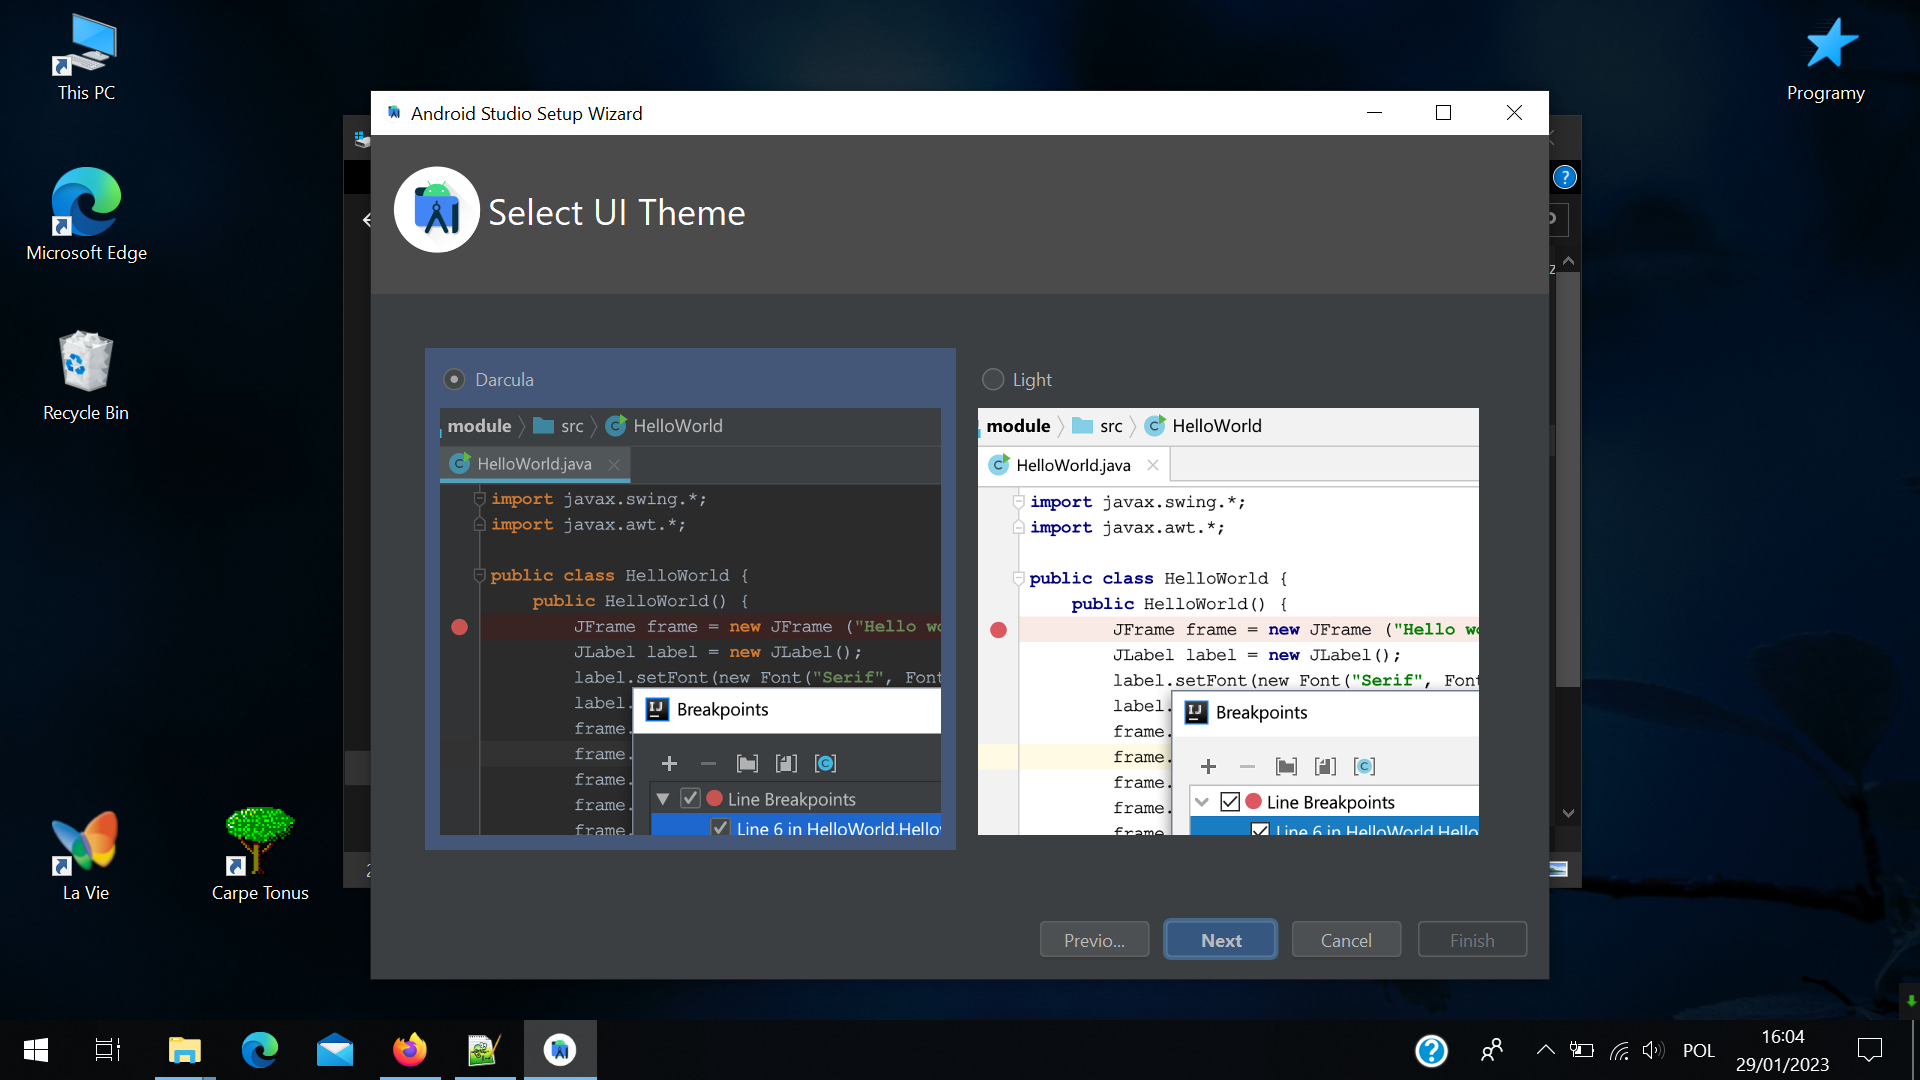 This PC
Programy
Microsoft Edge
Recycle Bin
La Vie
Carpe Tonus
Android Studio Setup Wizard
Select UI Theme
Darcula
module
src
HelloWorld
HelloWorld.java
import javax.swing.*;
import javax.awt.*;
public class HelloWorld {
public HelloWorld() {
JFrame frame = new JFrame ("Hello
JLabel label = new JLabel();
label.setFont(new Font("Serif", Font
label.
frame.
frame.
frame.
frame.
frame.
Breakpoints
Line Breakpoints
Line 6 in HelloWorld.Hello
Light
module
src
HelloWorld
HelloWorld.java
import javax.swing.*;
import javax.awt.*;
public class HelloWorld {
public HelloWorld() {
JFrame frame = new JFrame ("Hello
JLabel label = new JLabel();
label.setFont(new Font("Serif", Font
label.
frame.
frame.
frame.
frame.
frame
Breakpoints
Line Breakpoints
Line 6 in HelloWorld.Hello
Previo...
Next
Cancel
Finish
POL
16:04
29/01/2023